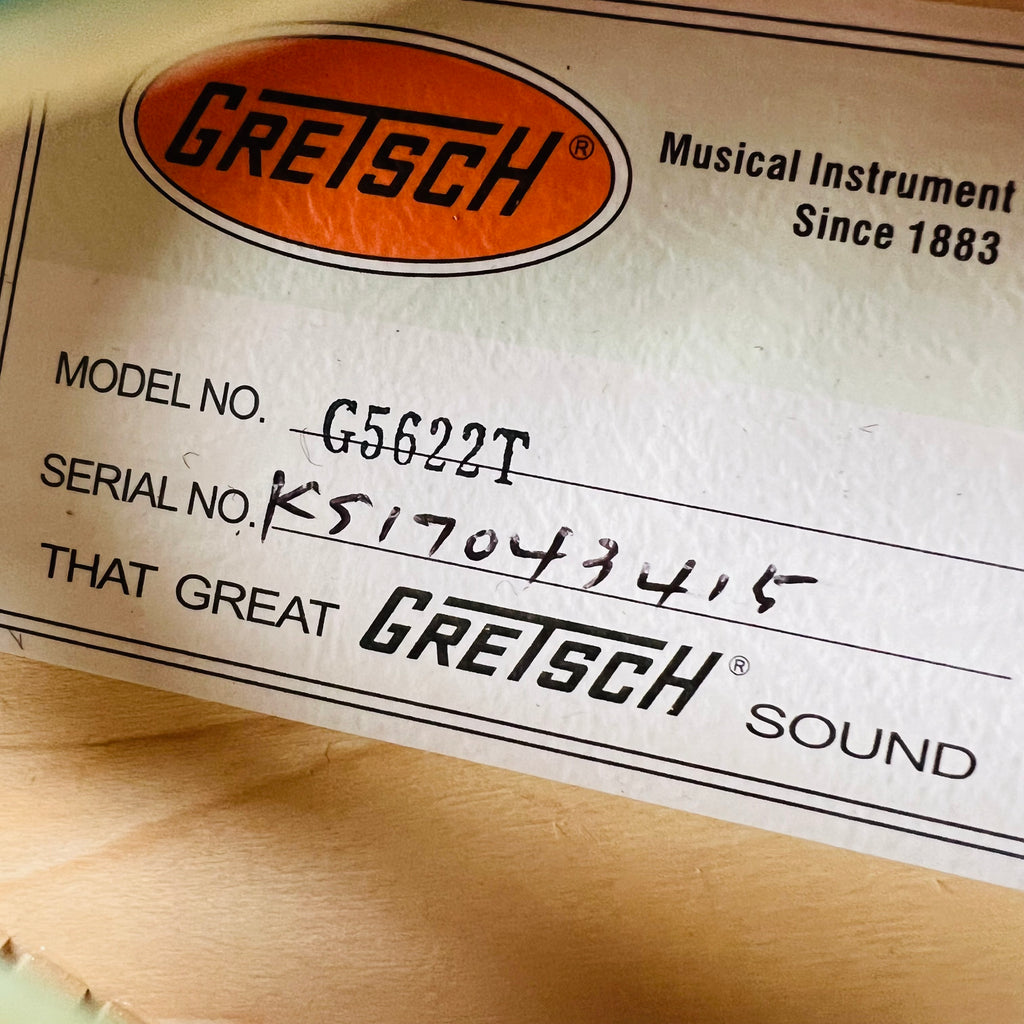 GRETSCH®
Musical Instrument
Since 1883
MODEL NO. G5622T
SERIAL NO. KS17043415
THAT GREAT GRETSCH® SOUND